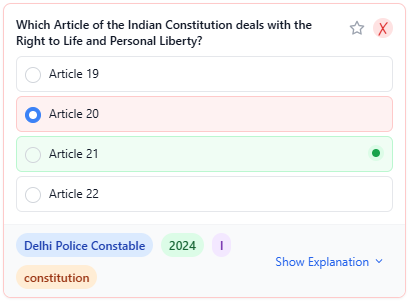 Which Article of the Indian Constitution deals with the
Right to Life and Personal Liberty?
Article 19
Article 20
Article 21
Article 22
Delhi Police Constable 2024 I
Show Explanation
constitution